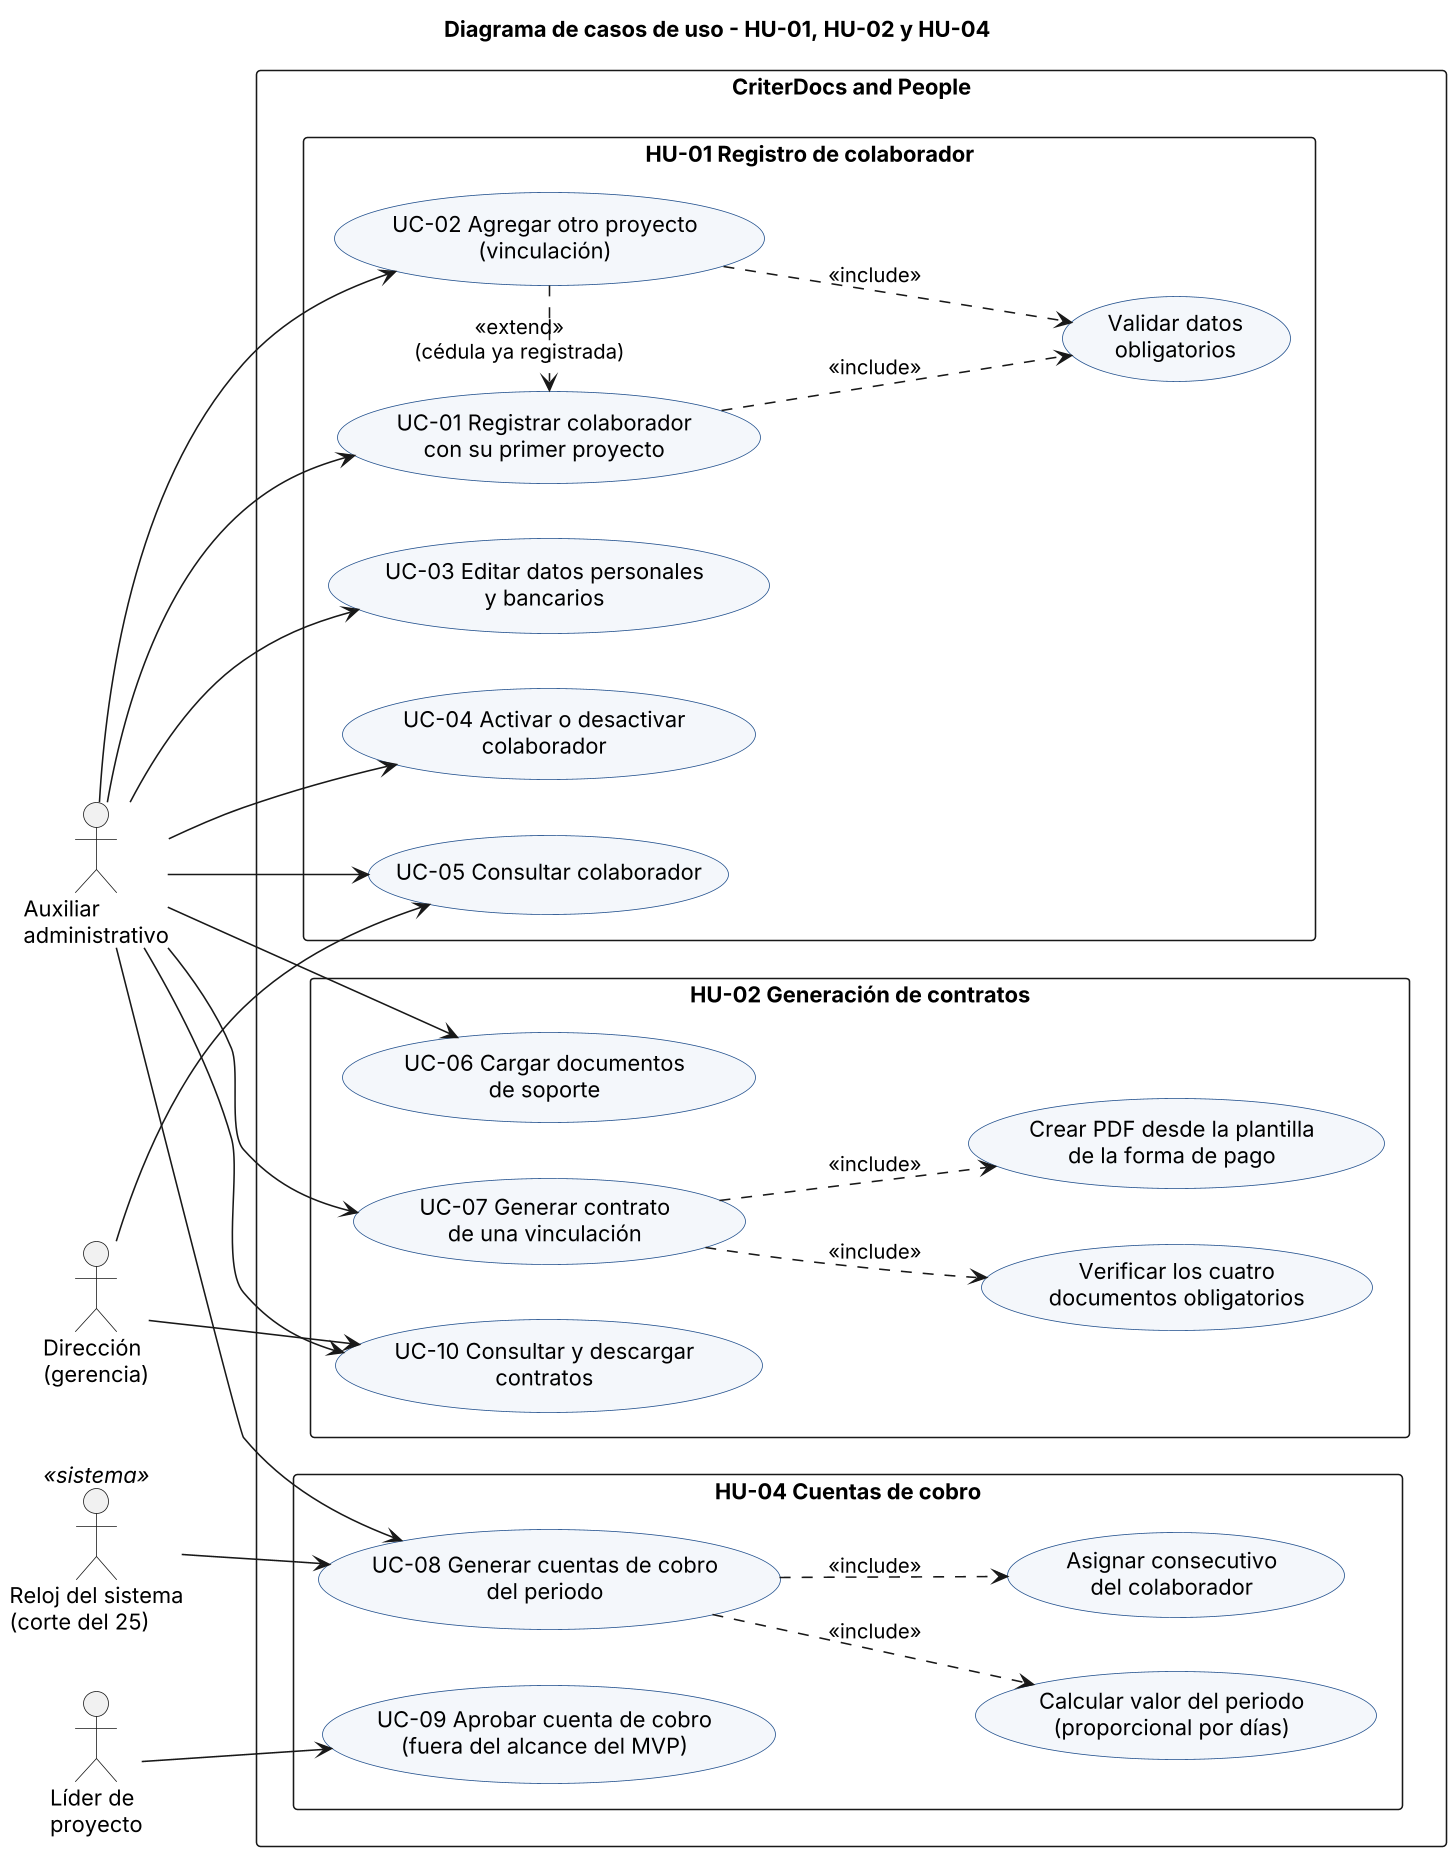 Diagrama de casos de uso - HU-01, HU-02 y HU-04
CriterDocs and People
HU-01 Registro de colaborador
UC-02 Agregar otro proyecto
(vinculación)
«include»
«extend»
(cédula ya registrada)
Validar datos
obligatorios
«include»
UC-01 Registrar colaborador
con su primer proyecto
UC-03 Editar datos personales
y bancarios
UC-04 Activar o desactivar
colaborador
UC-05 Consultar colaborador
Auxiliar
administrativo
HU-02 Generación de contratos
UC-06 Cargar documentos
de soporte
Crear PDF desde la plantilla
de la forma de pago
«include»
UC-07 Generar contrato
de una vinculación
«include»
Verificar los cuatro
documentos obligatorios
Dirección
(gerencia)
UC-10 Consultar y descargar
contratos
«sistema»
Reloj del sistema
(corte del 25)
HU-04 Cuentas de cobro
UC-08 Generar cuentas de cobro
del periodo
«include»
Asignar consecutivo
del colaborador
«include»
Calcular valor del periodo
(proporcional por días)
UC-09 Aprobar cuenta de cobro
(fuera del alcance del MVP)
Líder de
proyecto